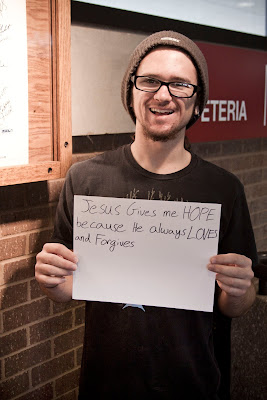 ETERIA
Jesus Gives me HOPE
because He always LOVES
and Forgives